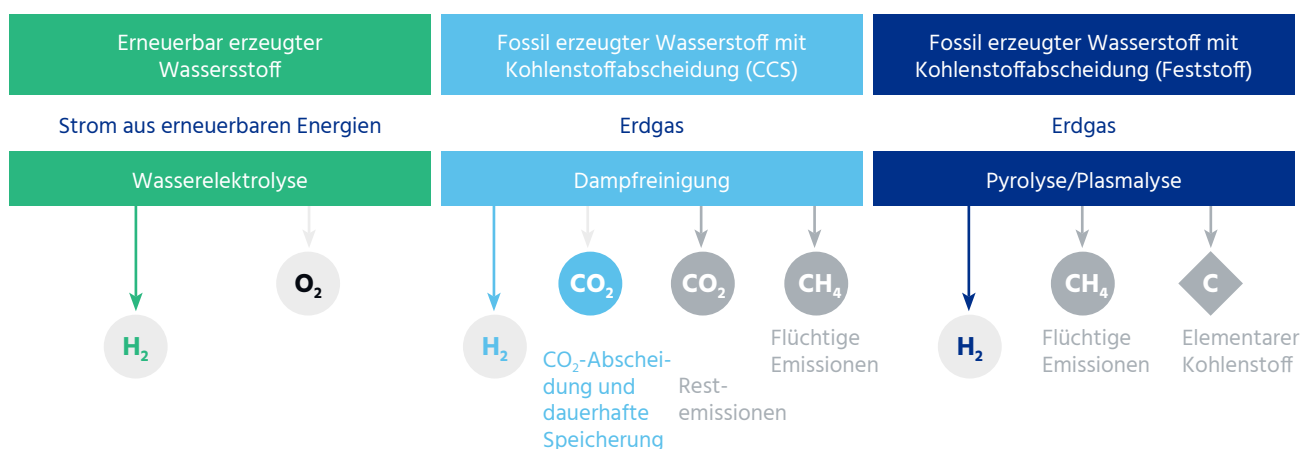 Erneuerbar erzeugter
Wassersstoff
Fossil erzeugter Wasserstoff mit
Kohlenstoffabscheidung (CCS)
Fossil erzeugter Wasserstoff mit
Kohlenstoffabscheidung (Feststoff)
Strom aus erneuerbaren Energien
Erdgas
Erdgas
Wasserelektrolyse
Dampfreinigung
Pyrolyse/Plasmalyse
H₂
O₂
H₂
CO₂
CO₂-Abschei-
dung und
dauerhafte
Speicherung
CO₂
Rest-
emissionen
CH₄
Flüchtige
Emissionen
H₂
CH₄
Flüchtige
Emissionen
C
Elementarer
Kohlenstoff